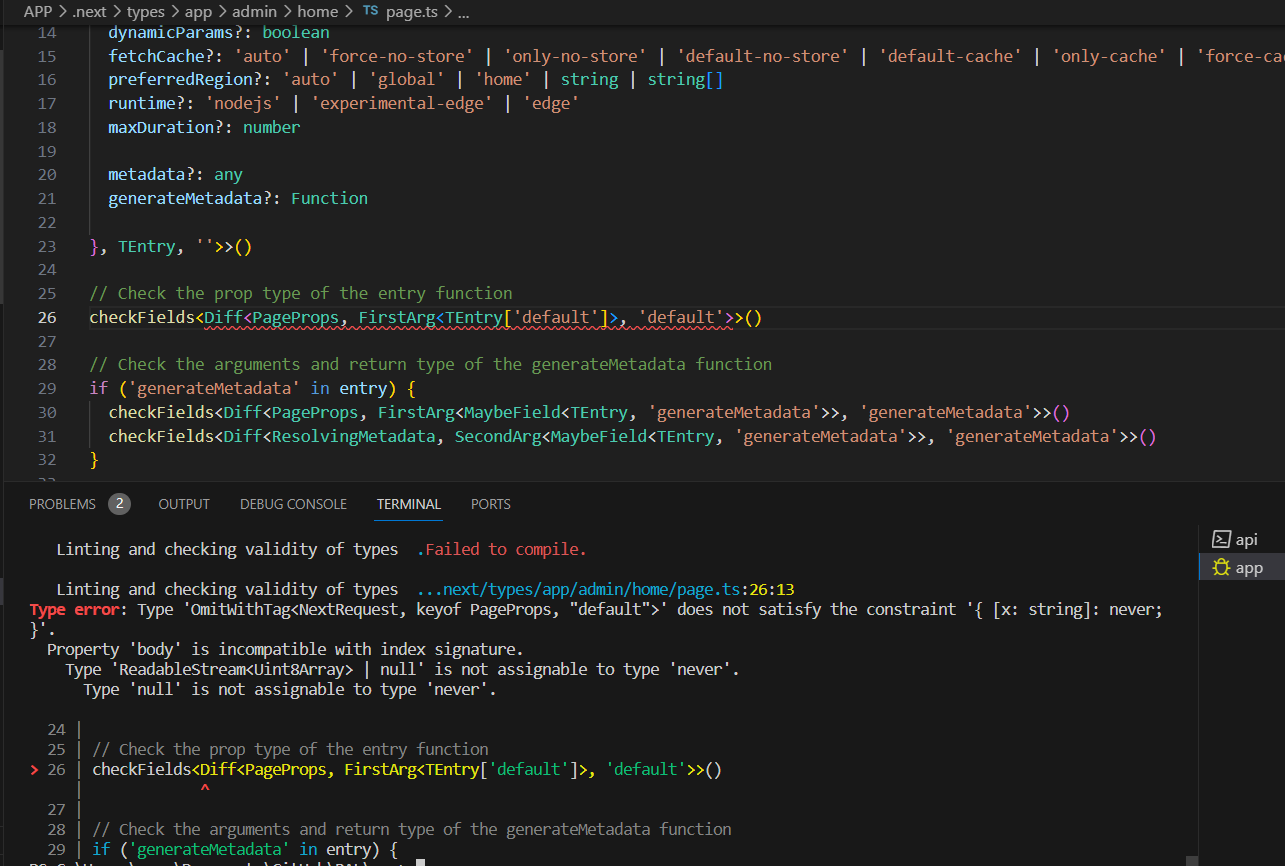 APP > .next > types > app > admin > home > TS page.ts > ...
14 dynamicParams?: boolean
15 fetchCache?: 'auto' | 'force-no-store' | 'only-no-store' | 'default-no-store' | 'default-cache' | 'only-cache' | 'force-ca
16 preferredRegion?: 'auto' | 'global' | 'home' | string | string[]
17 runtime?: 'nodejs' | 'experimental-edge' | 'edge'
18 maxDuration?: number
19
20 metadata?: any
21 generateMetadata?: Function
22
23 }, TEntry, ''>>()
24
25 // Check the prop type of the entry function
26 checkFields<Diff<PageProps, FirstArg<TEntry['default']>, 'default'>>()
27
28 // Check the arguments and return type of the generateMetadata function
29 if ('generateMetadata' in entry) {
30 checkFields<Diff<PageProps, FirstArg<MaybeField<TEntry, 'generateMetadata'>>, 'generateMetadata'>>()
31 checkFields<Diff<ResolvingMetadata, SecondArg<MaybeField<TEntry, 'generateMetadata'>>, 'generateMetadata'>>()
32 }
PROBLEMS 2 OUTPUT DEBUG CONSOLE TERMINAL PORTS
Linting and checking validity of types .Failed to compile.
Linting and checking validity of types ...next/types/app/admin/home/page.ts:26:13
Type error: Type 'OmitWithTag<NextRequest, keyof PageProps, "default">' does not satisfy the constraint '{ [x: string]: never;
}'.
Property 'body' is incompatible with index signature.
Type 'ReadableStream<Uint8Array> | null' is not assignable to type 'never'.
Type 'null' is not assignable to type 'never'.
24 |
25 | // Check the prop type of the entry function
> 26 | checkFields<Diff<PageProps, FirstArg<TEntry['default']>, 'default'>>()
| ^
27 |
28 | // Check the arguments and return type of the generateMetadata function
29 | if ('generateMetadata' in entry) {
api
app